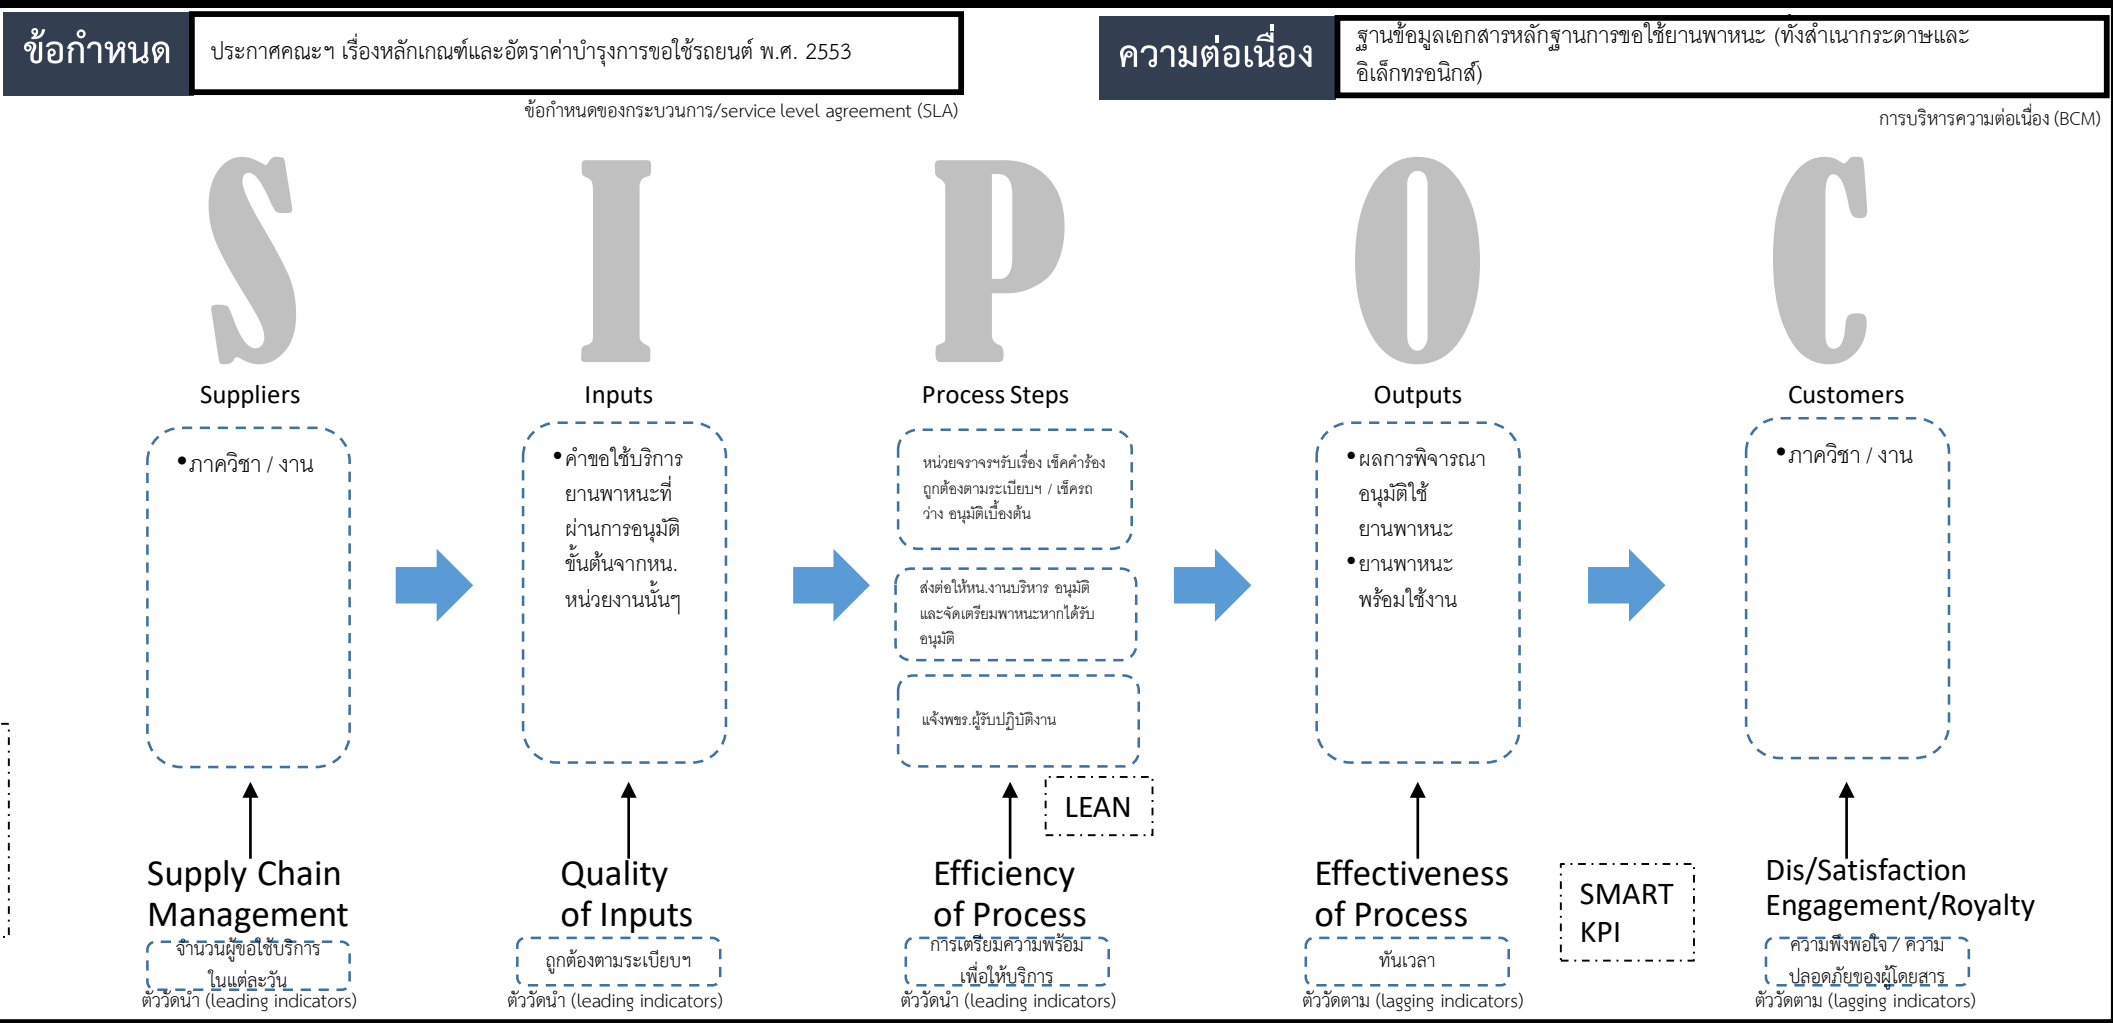 ข้อกำหนด
ประกาศคณะฯ เรื่องหลักเกณฑ์และอัตราค่าบำรุงการขอใช้รถยนต์ พ.ศ. 2553
ข้อกำหนดของกระบวนการ/service level agreement (SLA)
ความต่อเนื่อง
ฐานข้อมูลเอกสารหลักฐานการขอใช้ยานพาหนะ (ทั้งสำเนากระดาษและ
อิเล็กทรอนิกส์)
การบริหารความต่อเนื่อง (BCM)
S I P O C
Suppliers
•ภาควิชา / งาน
Supply Chain
Management
จำนวนผู้ขอใช้บริการ
ในแต่ละวัน
ตัววัดนำ (leading indicators)
Inputs
•คำขอใช้บริการ
ยานพาหนะที่
ผ่านการอนุมัติ
ขั้นต้นจากหน.
หน่วยงานนั้นๆ
Quality
of Inputs
ถูกต้องตามระเบียบฯ
ตัววัดนำ (leading indicators)
Process Steps
หน่วยจราจรฯรับเรื่อง เช็คคำร้อง
ถูกต้องตามระเบียบฯ / เช็ครถ
ว่าง อนุมัติเบื้องต้น
ส่งต่อให้หน.งานบริหาร อนุมัติ
และจัดเตรียมพาหนะหากได้รับ
อนุมัติ
แจ้งพขร.ผู้รับปฏิบัติงาน
LEAN
Efficiency
of Process
การเตรียมความพร้อม
เพื่อให้บริการ
ตัววัดนำ (leading indicators)
Outputs
•ผลการพิจารณา
อนุมัติใช้
ยานพาหนะ
•ยานพาหนะ
พร้อมใช้งาน
Effectiveness
of Process
ทันเวลา
ตัววัดตาม (lagging indicators)
SMART
KPI
Customers
•ภาควิชา / งาน
Dis/Satisfaction
Engagement/Royalty
ความพึงพอใจ / ความ
ปลอดภัยของผู้โดยสาร
ตัววัดตาม (lagging indicators)